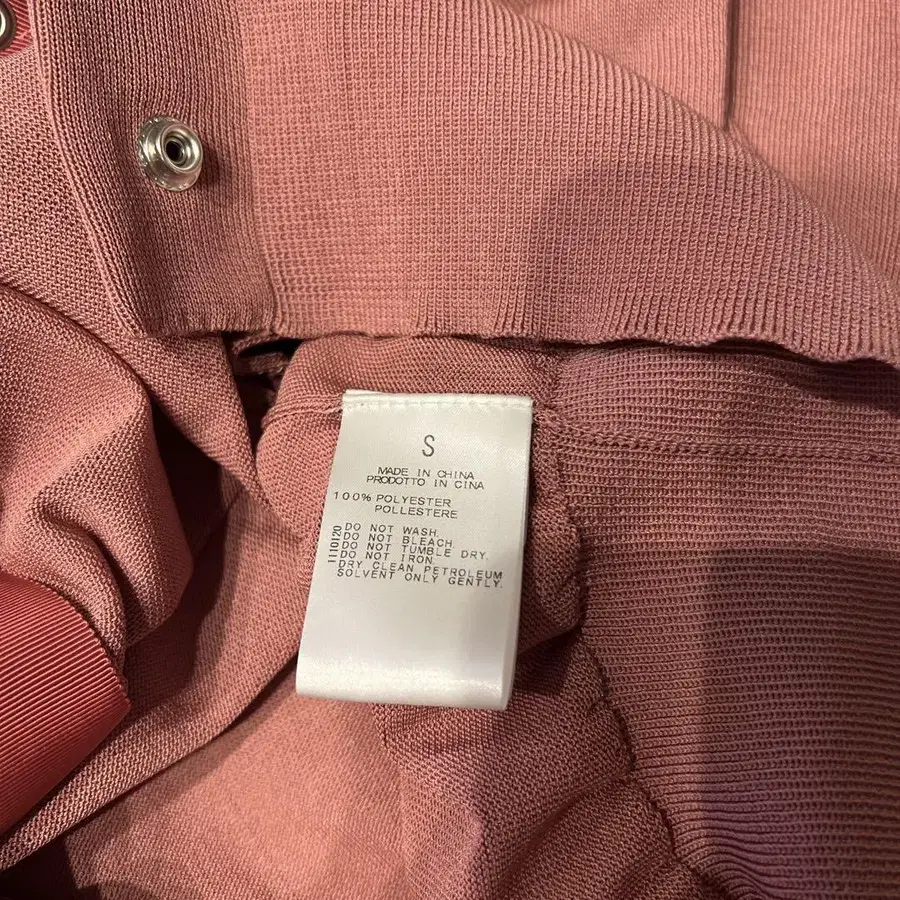 S
MADE IN CHINA
PRODOTTO IN CINA
100% POLYESTER
POLLESTERE
1110120
DO NOT WASH.
DO NOT BLEACH.
DO NOT TUMBLE DRY.
DO NOT IRON.
DRY CLEAN PETROLEUM
SOLVENT ONLY GENTLY.